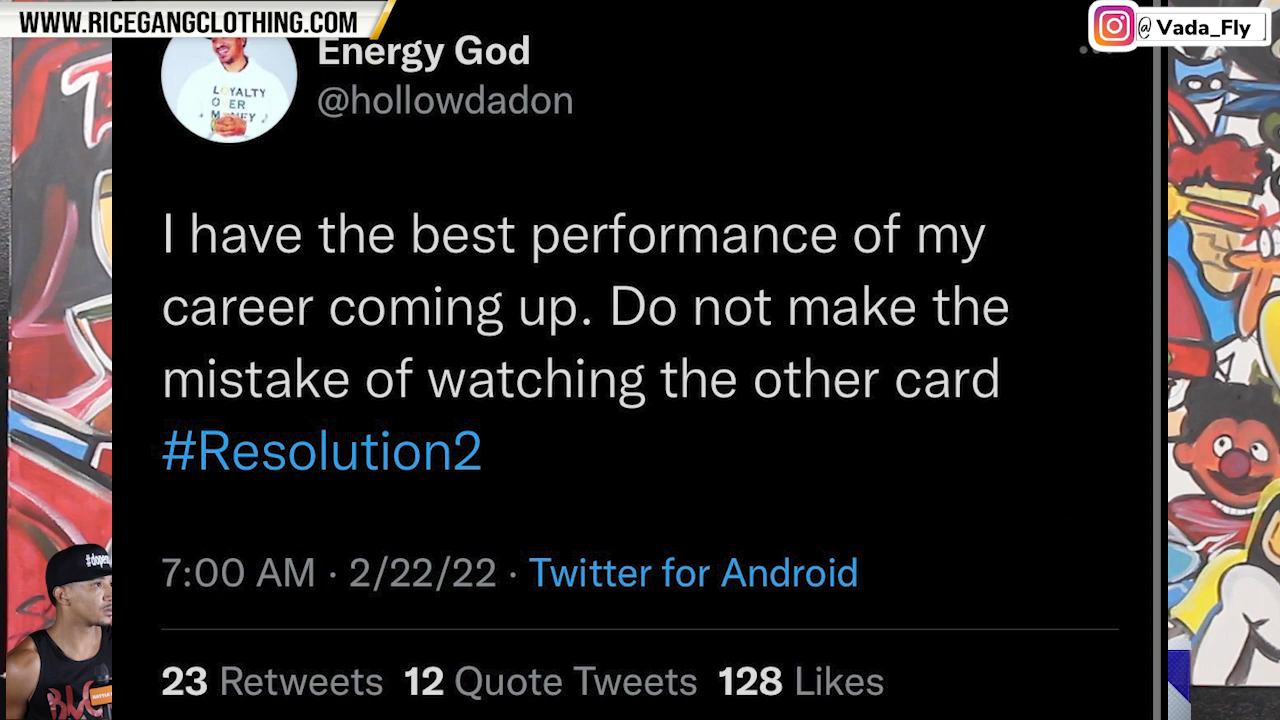 WWW.RICEGANGCLOTHING.COM
@ Vada_Fly
Energy God
@hollowdadon
LOYALTY
I have the best performance of my
career coming up. Do not make the
mistake of watching the other card
#Resolution2
7:00 AM · 2/22/22 · Twitter for Android
23 Retweets 12 Quote Tweets 128 Likes